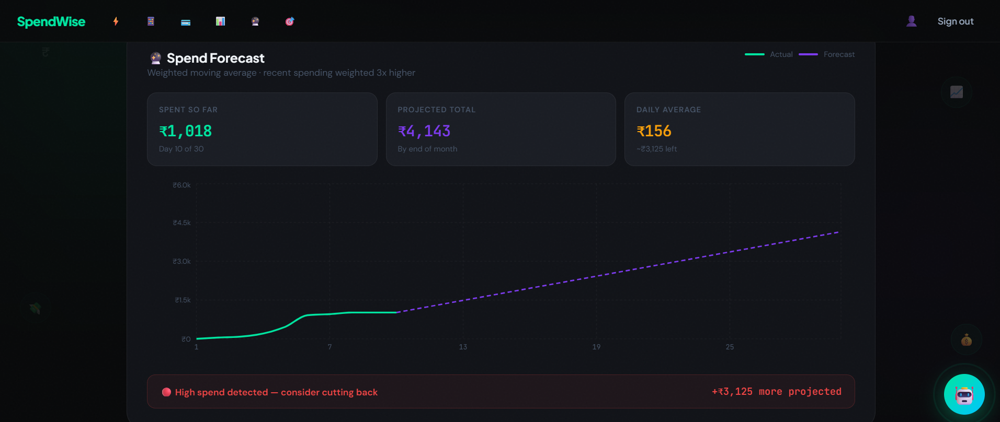 SpendWise
Sign out
₹
Spend Forecast
Actual
Forecast
Weighted moving average · recent spending weighted 3x higher
SPENT SO FAR
₹1,018
Day 10 of 30
PROJECTED TOTAL
₹4,143
By end of month
DAILY AVERAGE
₹156
~₹3,125 left
₹6.0k
₹4.5k
₹3.0k
₹1.5k
₹0
1
7
13
19
25
High spend detected — consider cutting back
+₹3,125 more projected